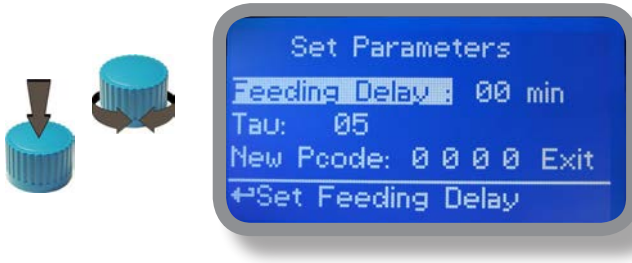 Set Parameters
Feeding Delay : 00 min
Tau: 05
New Pcode: 0 0 0 0 Exit
↵Set Feeding Delay